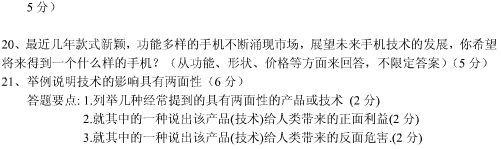 5 分）
20、最近几年款式新颖，功能多样的手机不断涌现市场，展望未来手机技术的发展，你希望
将来得到一个什么样的手机？（从功能、形状、价格等方面来回答，不限定答案）（5 分）
21、举例说明技术的影响具有两面性（6 分）
答题要点: 1.列举几种经常提到的具有两面性的产品或技术 (2 分)
2.就其中的一种说出该产品(技术)给人类带来的正面利益(2 分)
3.就其中的一种说出该产品(技术)给人类带来的反面危害.(2 分)